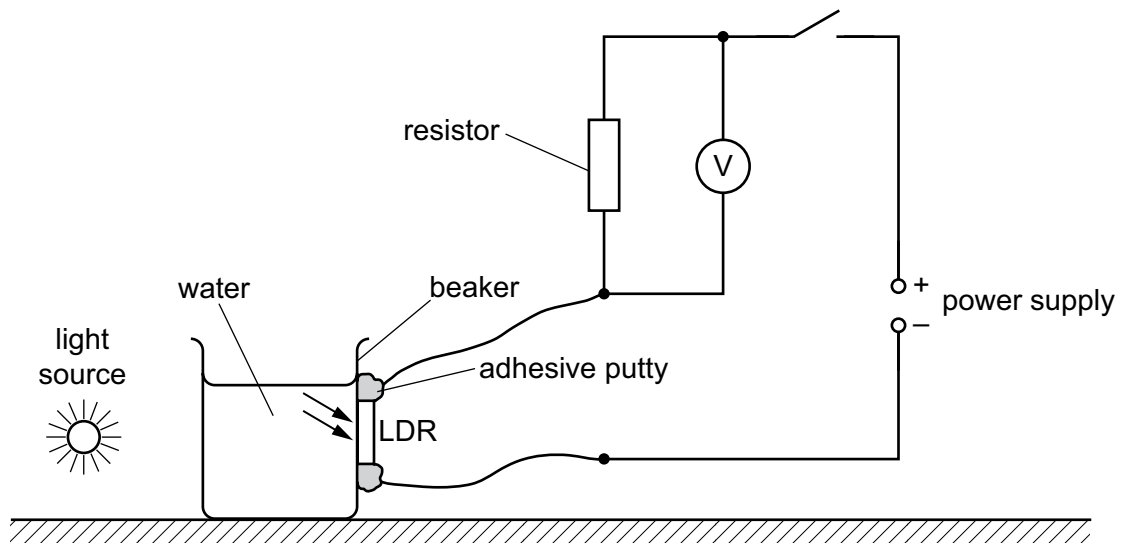 resistor
V
+
–
power supply
water
beaker
light
source
adhesive putty
LDR